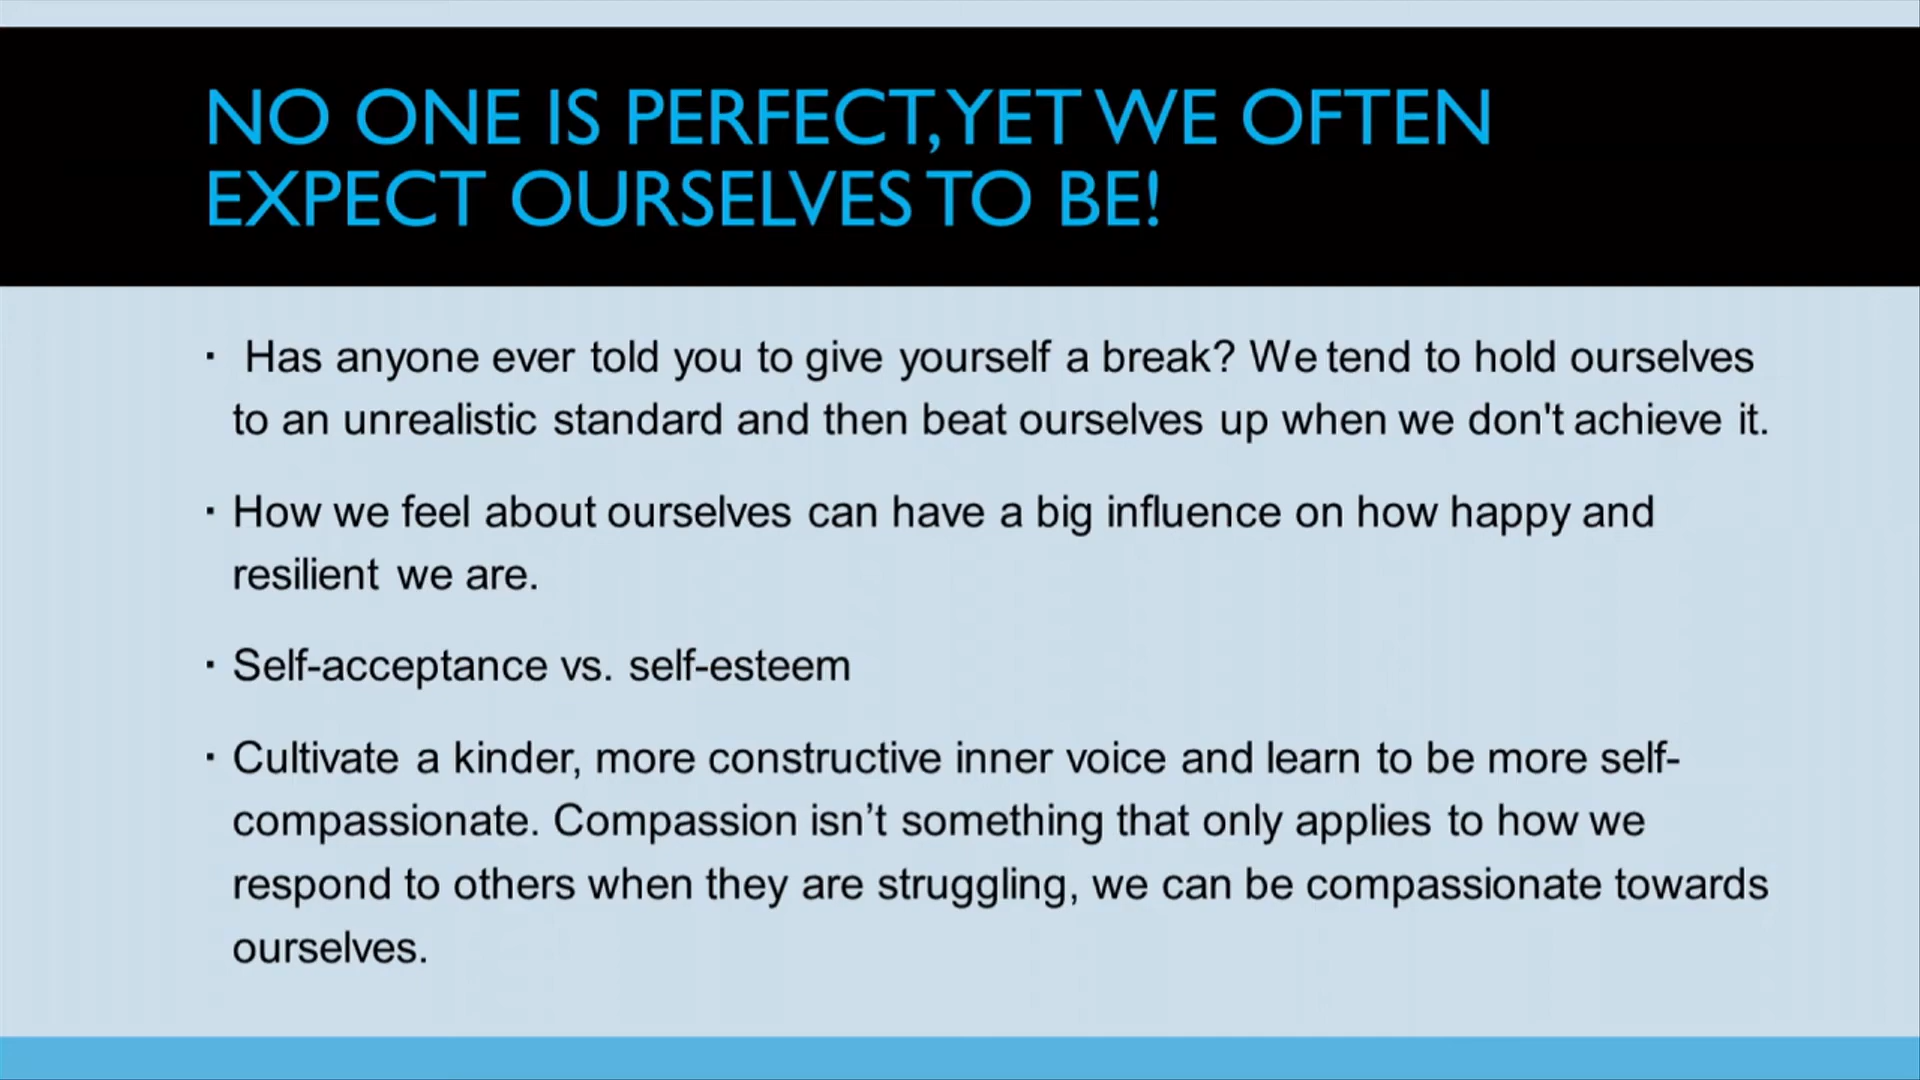 NO ONE IS PERFECT, YET WE OFTEN
EXPECT OURSELVES TO BE!
▪ Has anyone ever told you to give yourself a break? We tend to hold ourselves
to an unrealistic standard and then beat ourselves up when we don't achieve it.
▪ How we feel about ourselves can have a big influence on how happy and
resilient we are.
▪ Self-acceptance vs. self-esteem
▪ Cultivate a kinder, more constructive inner voice and learn to be more self-
compassionate. Compassion isn’t something that only applies to how we
respond to others when they are struggling, we can be compassionate towards
ourselves.